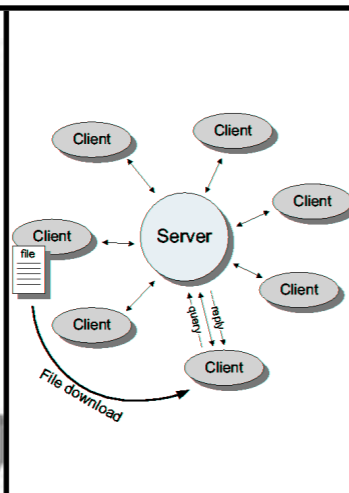 Client
Client
Client
Client
file
Server
Client
Client
query
reply
Client
File download